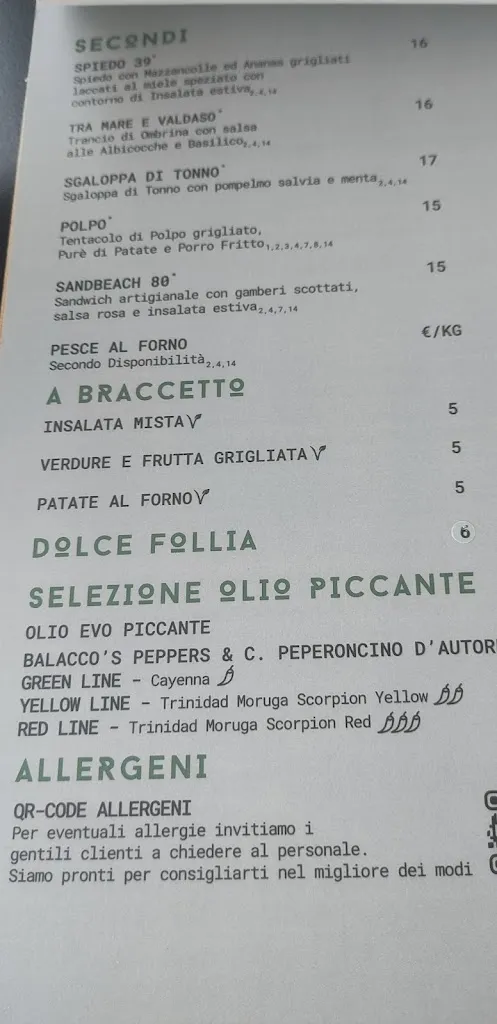 SECONDI
SPIEDO 39* 16
Spiedo con Mazzancolle ed Ananas grigliati
laccati al miele speziato con
contorno di Insalata estiva2,4,14
TRA MARE E VALDASO* 16
Trancio di Ombrina con salsa
alle Albicocche e Basilico2,4,14
SGALOPPA DI TONNO* 17
Sgaloppa di Tonno con pompelmo salvia e menta2,4,14
POLPO* 15
Tentacolo di Polpo grigliato,
Purè di Patate e Porro Fritto1,2,3,4,7,8,14
SANDBEACH 80* 15
Sandwich artigianale con gamberi scottati,
salsa rosa e insalata estiva2,4,7,14
PESCE AL FORNO €/KG
Secondo Disponibilità2,4,14
A BRACCETTO
INSALATA MISTA 5
VERDURE E FRUTTA GRIGLIATA 5
PATATE AL FORNO 5
DOLCE FOLLIA 6
SELEZIONE OLIO PICCANTE
OLIO EVO PICCANTE
BALACCO'S PEPPERS & C. PEPERONCINO D'AUTOR
GREEN LINE - Cayenna
YELLOW LINE - Trinidad Moruga Scorpion Yellow
RED LINE - Trinidad Moruga Scorpion Red
ALLERGENI
QR-CODE ALLERGENI
Per eventuali allergie invitiamo i
gentili clienti a chiedere al personale.
Siamo pronti per consigliarti nel migliore dei modi